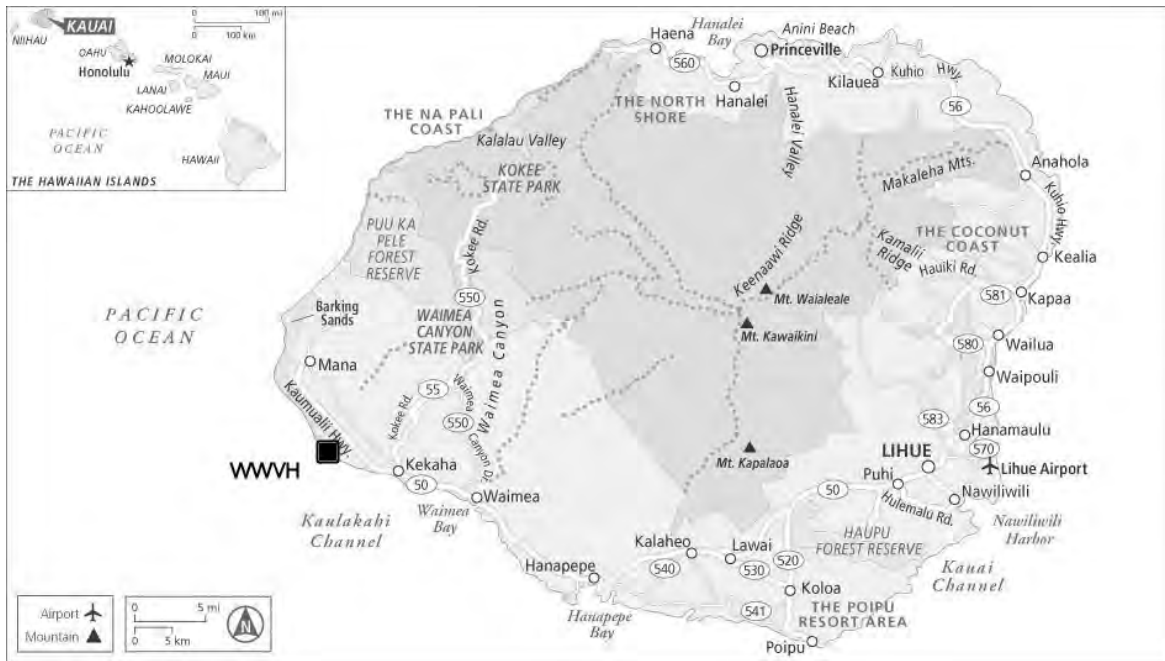 KAUAI
NIIHAU
OAHU
Honolulu
MOLOKAI
LANAI
MAUI
KAHOOLAWE
PACIFIC
OCEAN
HAWAII
THE HAWAIIAN ISLANDS
0 100 mi
0 100 km
Hanalei
Bay
Anini Beach
Haena
Princeville
560
Kilauea
Kuhio
Hwy.
Hanalei
56
THE NORTH
SHORE
THE NA PALI
COAST
Kalalau Valley
Hanalei Valley
KOKEE
STATE PARK
Makaleha Mts.
Anahola
Kuhio Hwy.
PUU KA
PELE
FOREST
RESERVE
Kokee Rd.
Keenaawi Ridge
Kamalii
Ridge
THE COCONUT
COAST
Hauiki Rd.
Kealia
550
Mt. Waialeale
581
Kapaa
PACIFIC
OCEAN
Barking
Sands
WAIMEA
CANYON
STATE PARK
Waimea Canyon
Mt. Kawaikini
580
Wailua
Mana
Waipouli
Kaumualii Hwy.
55
Kokee Rd.
Waimea
550
Canyon Dr.
56
583
Hanamaulu
570
WWVH
Kekaha
50
Waimea
Waimea
Bay
Kaulakahi
Channel
Mt. Kapalaoa
LIHUE
Lihue Airport
Puhi
50
Nawiliwili
Hulemalu Rd.
Nawiliwili
Harbor
HAUPU
FOREST RESERVE
Kalaheo
Lawai
540
530
520
Kauai
Channel
Hanapepe
Koloa
Hanapepe
Bay
541
THE POIPU
RESORT AREA
Poipu
Airport
Mountain
0 5 mi
0 5 km
N